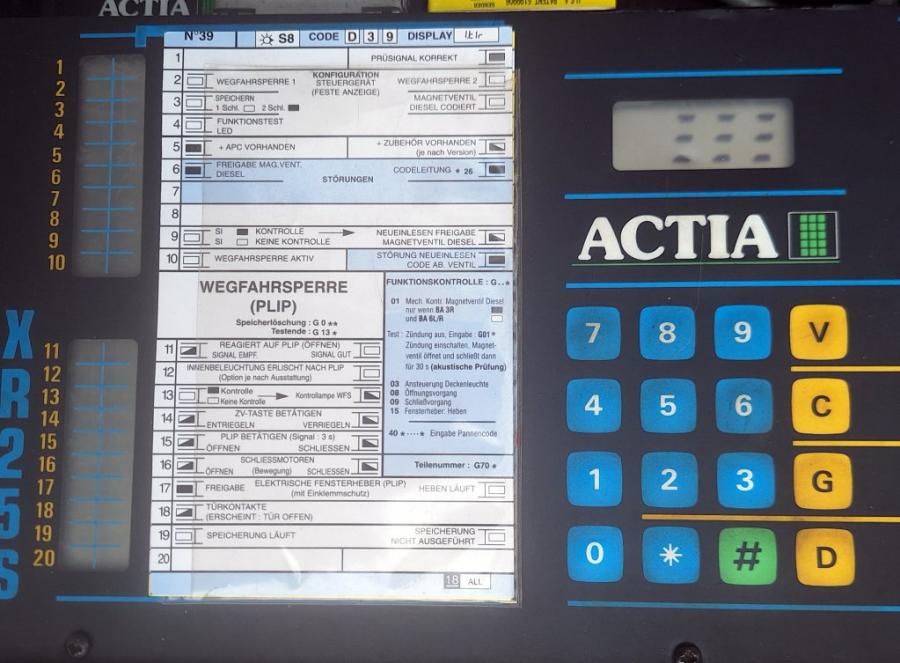 ACTIA
N°39 S8 CODE D 3 9 DISPLAY
1 PRÜSIGNAL KORREKT
2 WEGFAHRSPERRE 1 KONFIGURATION STEUERGERÄT (FESTE ANZEIGE) WEGFAHRSPERRE 2
3 SPEICHERN 1 Schl. 2 Schl. MAGNETVENTIL DIESEL CODIERT
4 FUNKTIONSTEST LED
5 + APC VORHANDEN + ZUBEHÖR VORHANDEN (je nach Version)
6 FREIGABE MAG.VENT. DIESEL CODELEITUNG * 26
STÖRUNGEN
7
8
9 SI KONTROLLE NEUEINLESEN FREIGABE
SI KEINE KONTROLLE MAGNETVENTIL DIESEL
10 WEGFAHRSPERRE AKTIV STÖRUNG NEUEINLESEN CODE AB. VENTIL
WEGFAHRSPERRE
(PLIP)
Speicherlöschung : G 0 **
Testende : G 13 *
FUNKTIONSKONTROLLE : G..*
01 Mech. Kontr. Magnetventil Diesel
nur wenn BA 3R
und BA 6L/R
Test : Zündung aus, Eingabe : G01 *
Zündung einschalten, Magnet-
ventil öffnet und schließt dann
für 30 s (akustische Prüfung)
03 Ansteuerung Deckenleuchte
08 Öffnungsvorgang
09 Schließvorgang
15 Fensterheber: Heben
40 *····* Eingabe Pannencode
Teilenummer : G70 *
11 REAGIERT AUF PLIP (ÖFFNEN)
SIGNAL EMPF. SIGNAL GUT
12 INNENBELEUCHTUNG ERLISCHT NACH PLIP
(Option je nach Ausstattung)
13 Kontrolle
Keine Kontrolle Kontrollampe WFS
14 ZV-TASTE BETÄTIGEN
ENTRIEGELN VERRIEGELN
15 PLIP BETÄTIGEN (Signal : 3 s)
ÖFFNEN SCHLIESSEN
16 SCHLIESSMOTOREN
ÖFFNEN (Bewegung) SCHLIESSEN
17 FREIGABE ELEKTRISCHE FENSTERHEBER (PLIP) HEBEN LÄUFT
(mit Einklemmschutz)
18 TÜRKONTAKTE
(ERSCHEINT : TÜR OFFEN)
19 SPEICHERUNG LÄUFT SPEICHERUNG NICHT AUSGEFÜHRT
20
18 ALL
1
2
3
4
5
6
7
8
9
10
11
12
13
14
15
16
17
18
19
20
XR25S
ACTIA
7 8 9 V
4 5 6 C
1 2 3 G
0 * # D